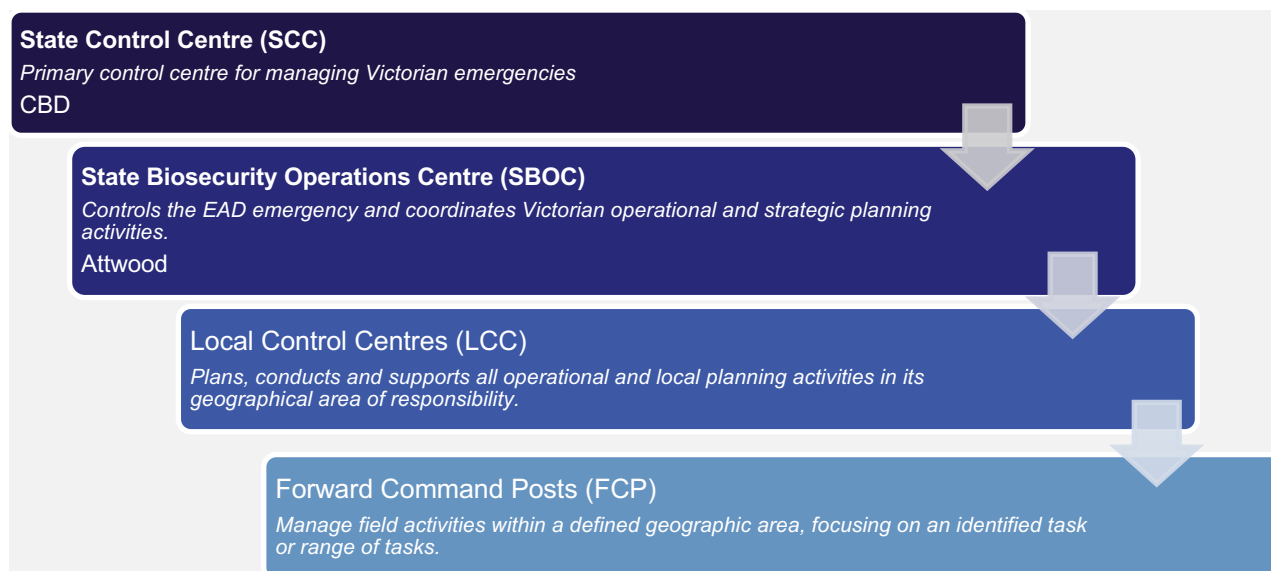 State Control Centre (SCC)
Primary control centre for managing Victorian emergencies
CBD
State Biosecurity Operations Centre (SBOC)
Controls the EAD emergency and coordinates Victorian operational and strategic planning
activities.
Attwood
Local Control Centres (LCC)
Plans, conducts and supports all operational and local planning activities in its
geographical area of responsibility.
Forward Command Posts (FCP)
Manage field activities within a defined geographic area, focusing on an identified task
or range of tasks.